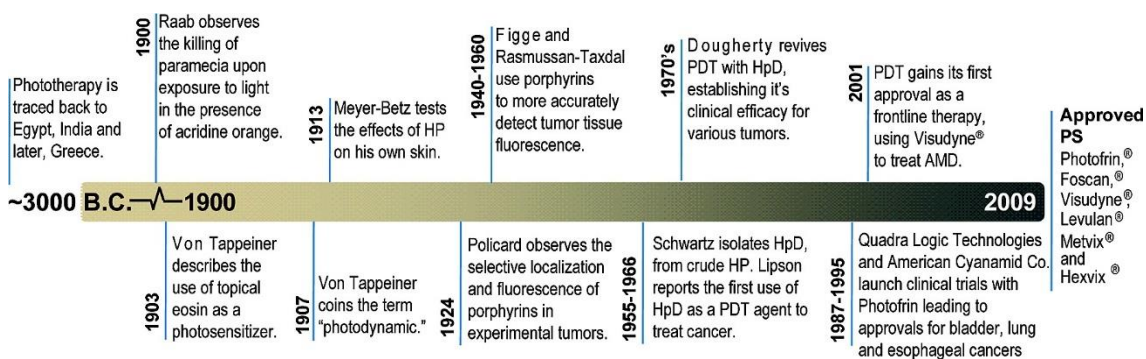 Phototherapy is
traced back to
Egypt, India and
later, Greece.
1900
Raab observes
the killing of
paramecia upon
exposure to light
in the presence
of acridine orange.
1913
Meyer-Betz tests
the effects of HP
on his own skin.
1940-1960
Figge and
Rasmussan-Taxdal
use porphyrins
to more accurately
detect tumor tissue
fluorescence.
1970's
Dougherty revives
PDT with HpD,
establishing it's
clinical efficacy for
various tumors.
2001
PDT gains its first
approval as a
frontline therapy,
using Visudyne®
to treat AMD.
Approved
PS
Photofrin,®
Foscan,®
Visudyne®,
Levulan®
Metvix®
and
Hexvix ®
~3000 B.C. 1900 2009
1903
Von Tappeiner
describes the
use of topical
eosin as a
photosensitizer.
1907
Von Tappeiner
coins the term
"photodynamic."
1924
Policard observes the
selective localization
and fluorescence of
porphyrins in
experimental tumors.
1955-1966
Schwartz isolates HpD,
from crude HP. Lipson
reports the first use of
HpD as a PDT agent to
treat cancer.
1987-1995
Quadra Logic Technologies
and American Cyanamid Co.
launch clinical trials with
Photofrin leading to
approvals for bladder, lung
and esophageal cancers